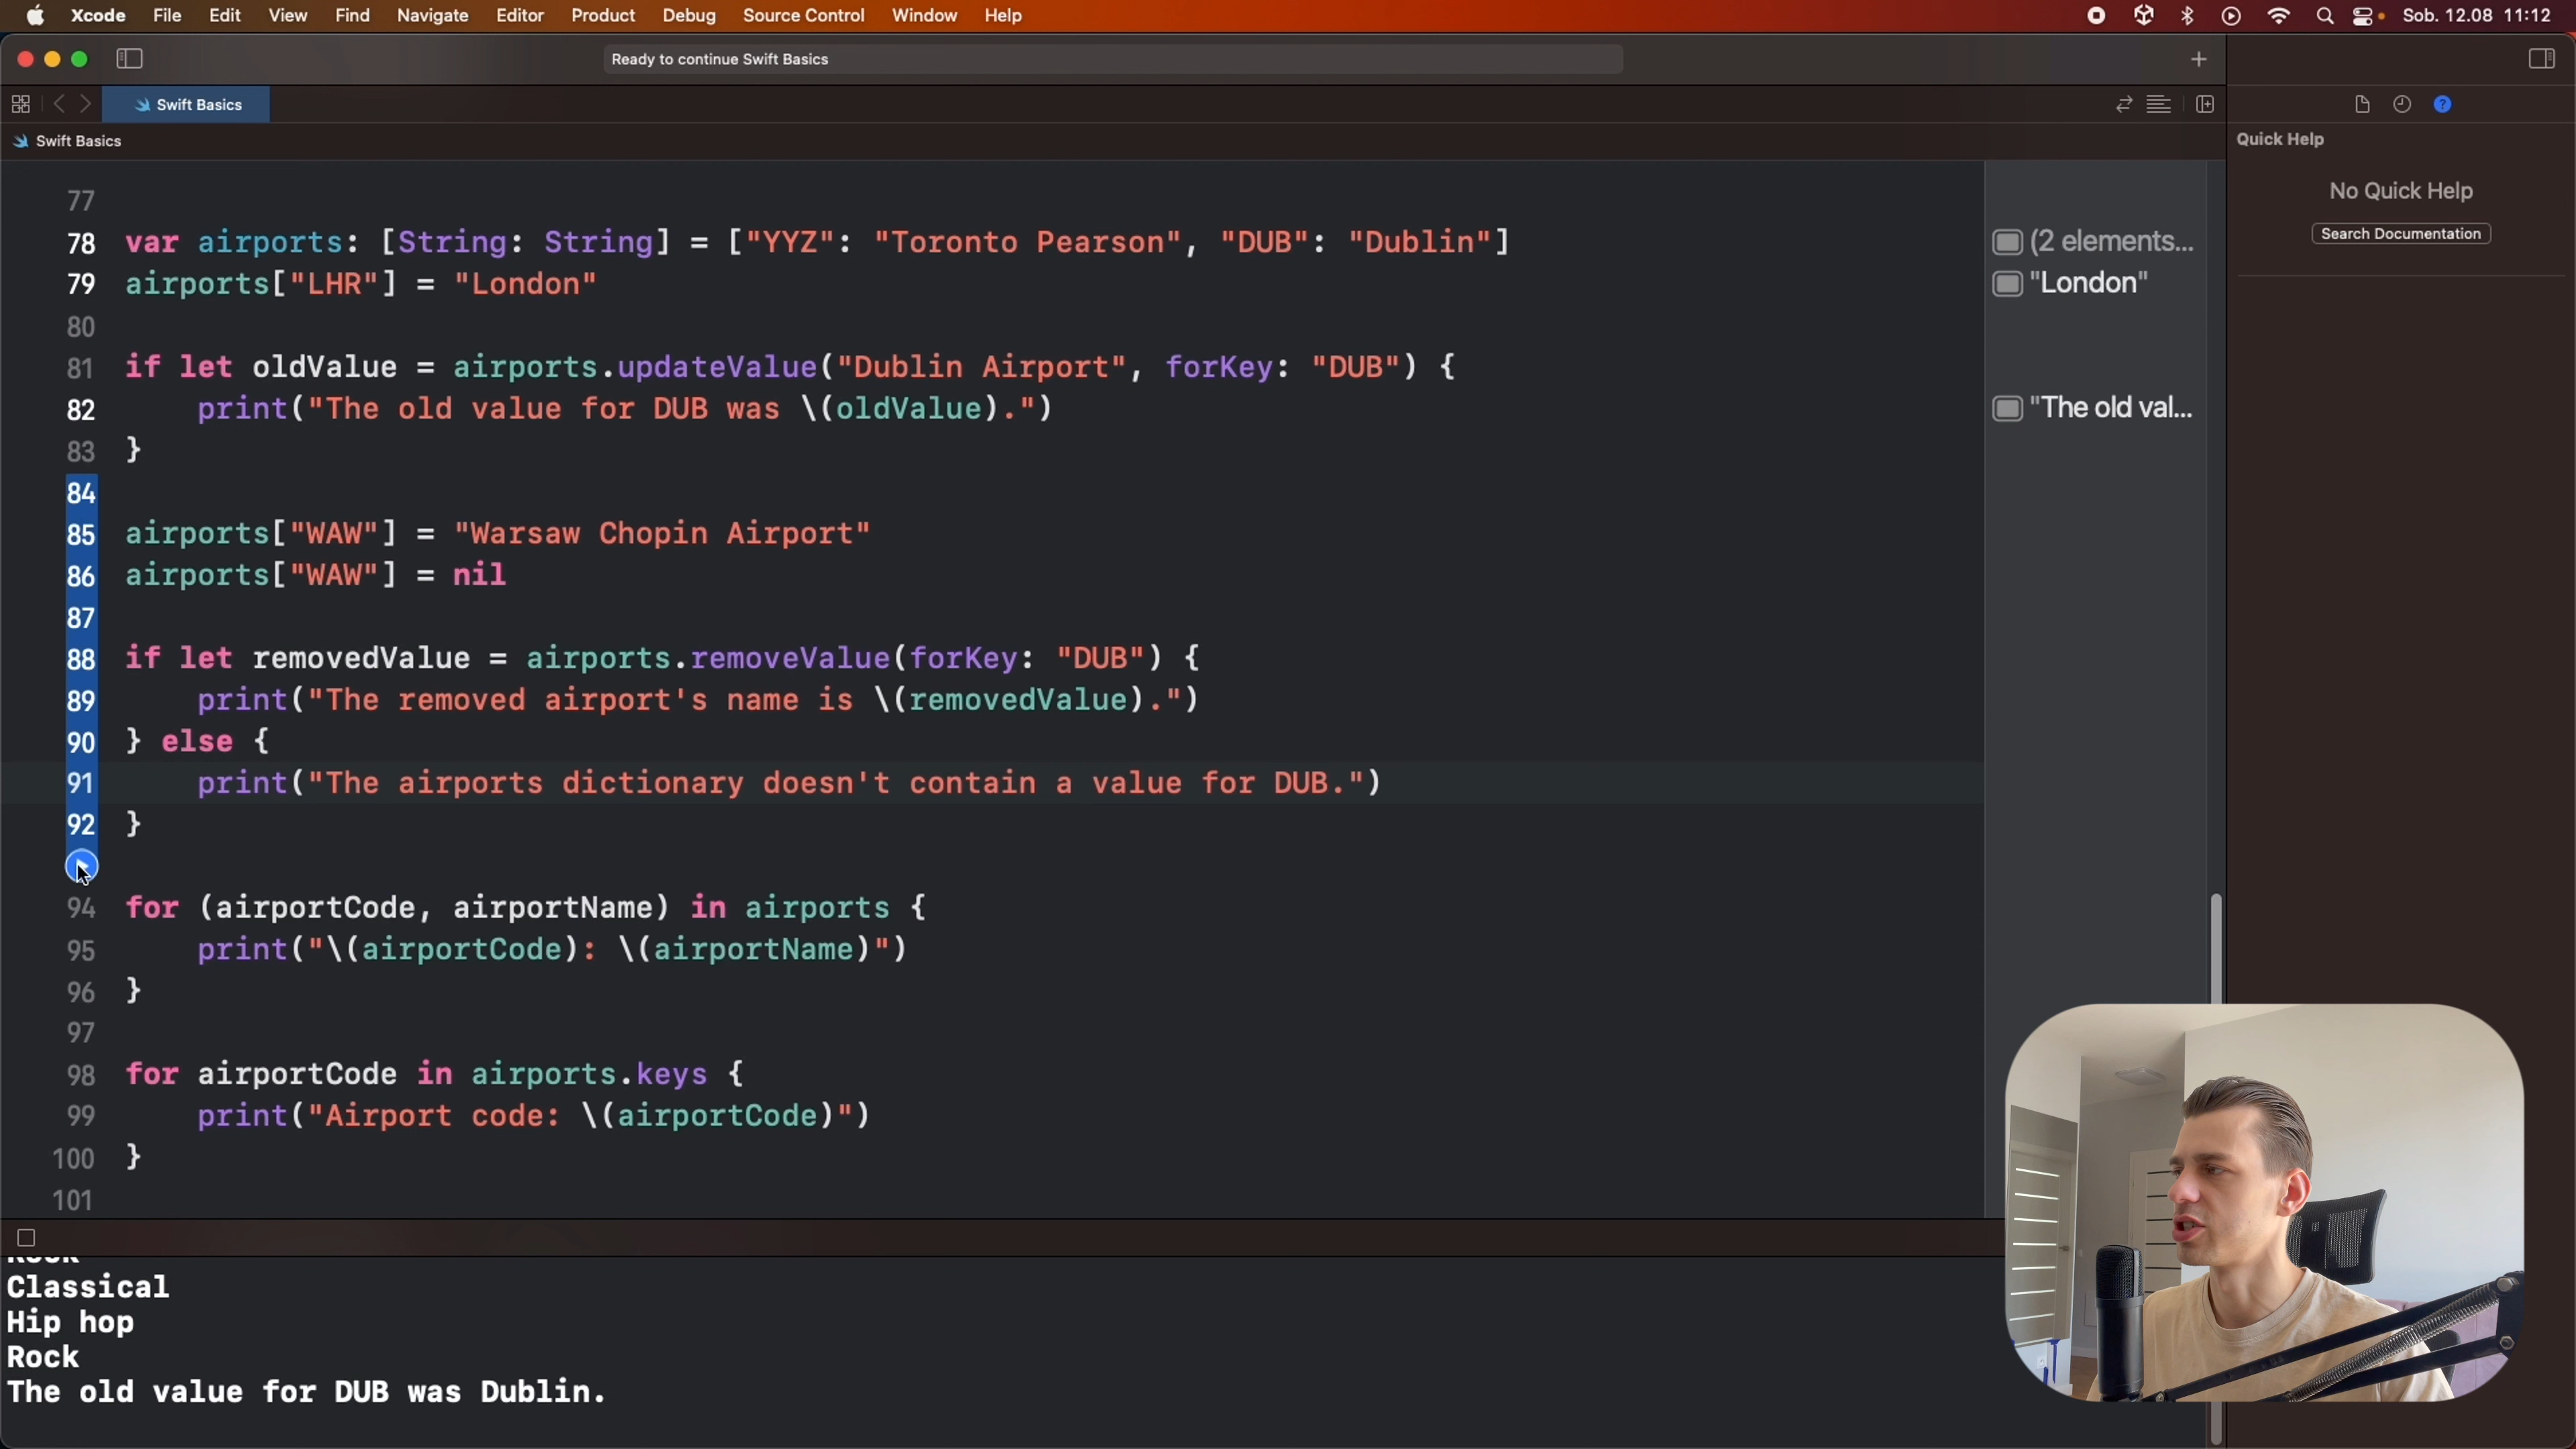 Xcode File Edit View Find Navigate Editor Product Debug Source Control Window Help Sob. 12.08 11:12
Ready to continue Swift Basics
Swift Basics
Swift Basics
Quick Help
No Quick Help
Search Documentation
77
78 var airports: [String: String] = ["YYZ": "Toronto Pearson", "DUB": "Dublin"] (2 elements...
79 airports["LHR"] = "London" "London"
80
81 if let oldValue = airports.updateValue("Dublin Airport", forKey: "DUB") {
82 print("The old value for DUB was \(oldValue).") "The old val...
83 }
84
85 airports["WAW"] = "Warsaw Chopin Airport"
86 airports["WAW"] = nil
87
88 if let removedValue = airports.removeValue(forKey: "DUB") {
89 print("The removed airport's name is \(removedValue).")
90 } else {
91 print("The airports dictionary doesn't contain a value for DUB.")
92 }
94 for (airportCode, airportName) in airports {
95 print("\(airportCode): \(airportName)")
96 }
97
98 for airportCode in airports.keys {
99 print("Airport code: \(airportCode)")
100 }
101
Rock
Classical
Hip hop
Rock
The old value for DUB was Dublin.